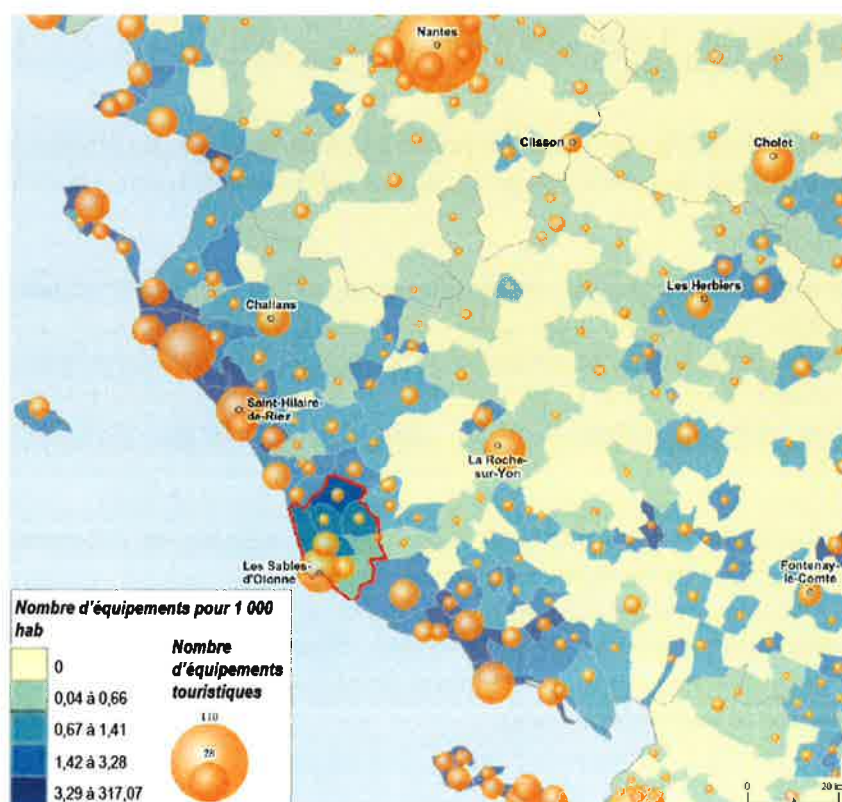 Nantes
Clisson
Cholet
Challans
Les Herbiers
Saint-Hilaire-
de-Riez
La Roche-
sur-Yon
Les Sables-
d'Olonne
Fontenay-
le-Comte
Nombre d'équipements pour 1 000
hab
0
0,04 à 0,66
0,67 à 1,41
1,42 à 3,28
3,29 à 317,07
Nombre
d'équipements
touristiques
110
28
0